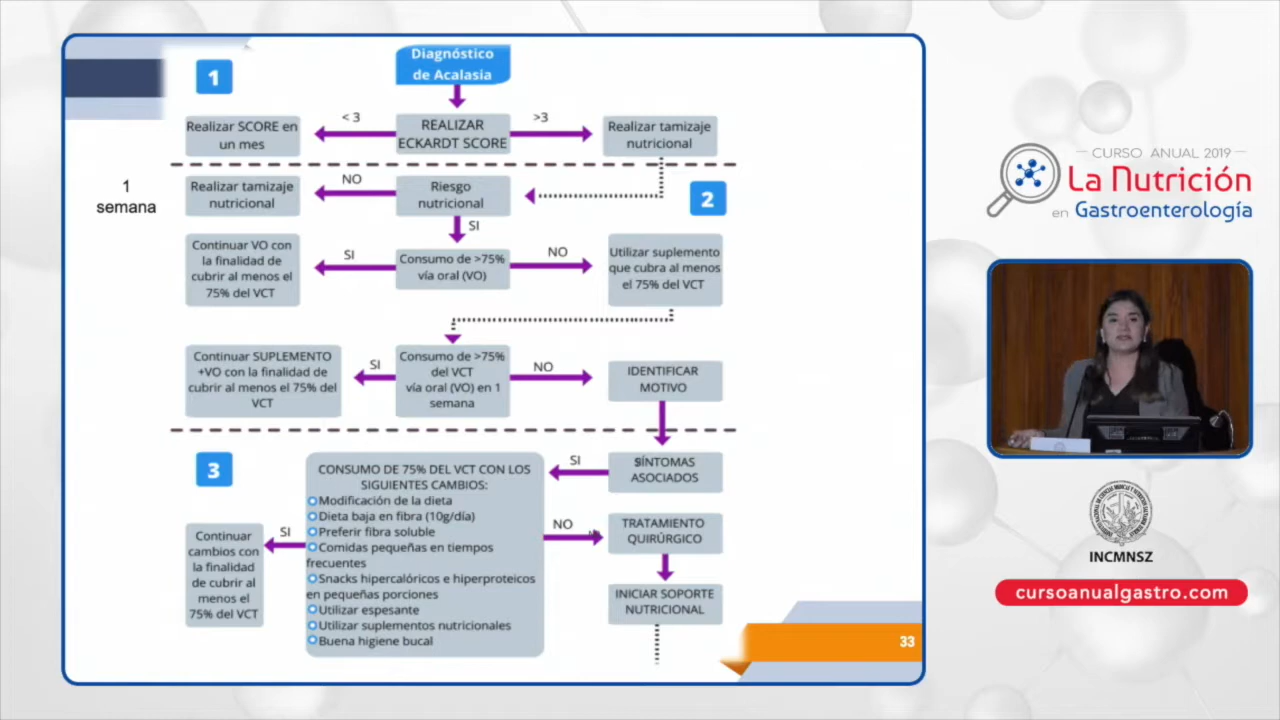 Diagnóstico
de Acalasia
1
< 3
>3
Realizar SCORE en
un mes
REALIZAR
ECKARDT SCORE
Realizar tamizaje
nutricional
1
semana
Realizar tamizaje
nutricional
NO
Riesgo
nutricional
2
SI
Continuar VO con
la finalidad de
cubrir al menos el
75% del VCT
SI
Consumo de >75%
vía oral (VO)
NO
Utilizar suplemento
que cubra al menos
el 75% del VCT
Continuar SUPLEMENTO
+VO con la finalidad de
cubrir al menos el 75% del
VCT
SI
Consumo de >75%
del VCT
vía oral (VO) en 1
semana
NO
IDENTIFICAR
MOTIVO
3
CONSUMO DE 75% DEL VCT CON LOS
SIGUIENTES CAMBIOS:
Modificación de la dieta
Dieta baja en fibra (10g/día)
Preferir fibra soluble
Comidas pequeñas en tiempos
frecuentes
Snacks hipercalóricos e hiperproteicos
en pequeñas porciones
Utilizar espesante
Utilizar suplementos nutricionales
Buena higiene bucal
SI
SÍNTOMAS
ASOCIADOS
Continuar
cambios con
la finalidad
de cubrir al
menos el
75% del VCT
SI
NO
TRATAMIENTO
QUIRÚRGICO
INICIAR SOPORTE
NUTRICIONAL
33
CURSO ANUAL 2019
La Nutrición
en Gastroenterología
INCMNSZ
cursoanualgastro.com